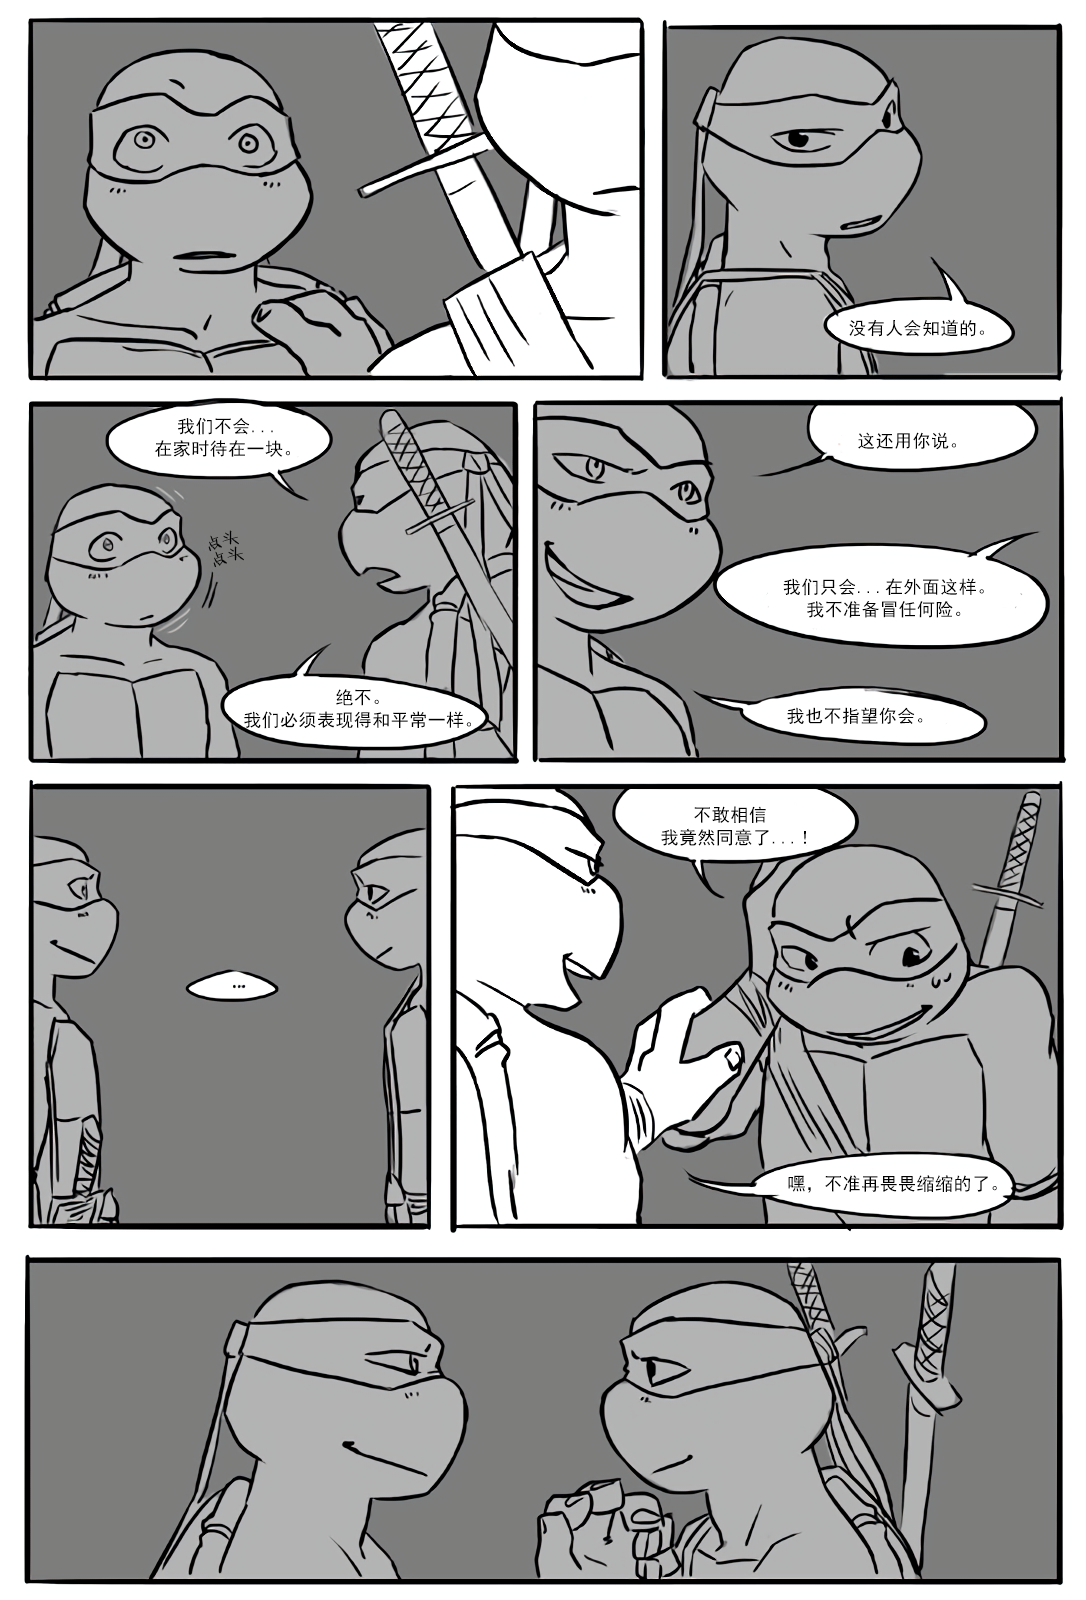 没有人会知道的。
我们不会...
在家时待在一块。
点头
点头
绝不。
我们必须表现得和平常一样。
这还用你说。
我们只会...在外面这样。
我不准备冒任何险。
我也不指望你会。
...
不敢相信
我竟然同意了...！
嘿，不准再畏畏缩缩的了。